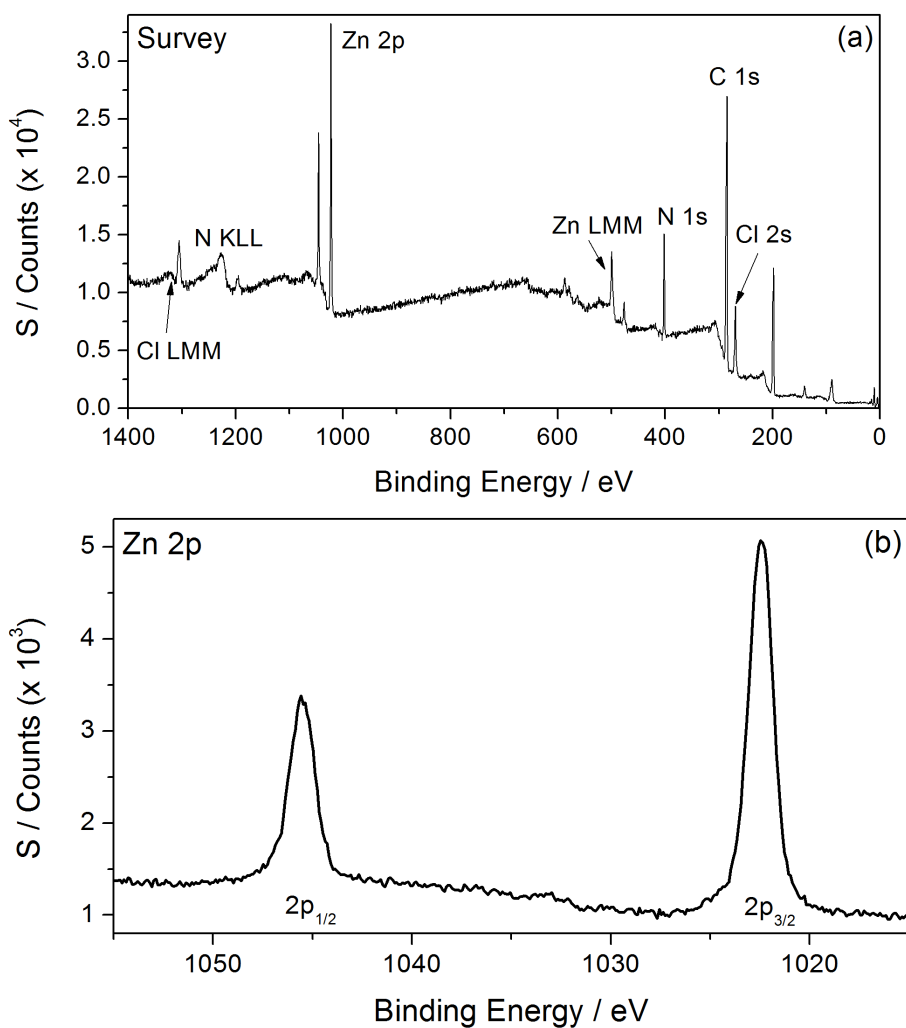 Survey
(a)
Zn 2p
C 1s
N KLL
Zn LMM
N 1s
Cl 2s
Cl LMM
S / Counts (x 10⁴)
3.0
2.5
2.0
1.5
1.0
0.5
0.0
1400 1200 1000 800 600 400 200 0
Binding Energy / eV
Zn 2p
(b)
S / Counts (x 10³)
5
4
3
2
1
2p₁/₂
2p₃/₂
1050 1040 1030 1020
Binding Energy / eV